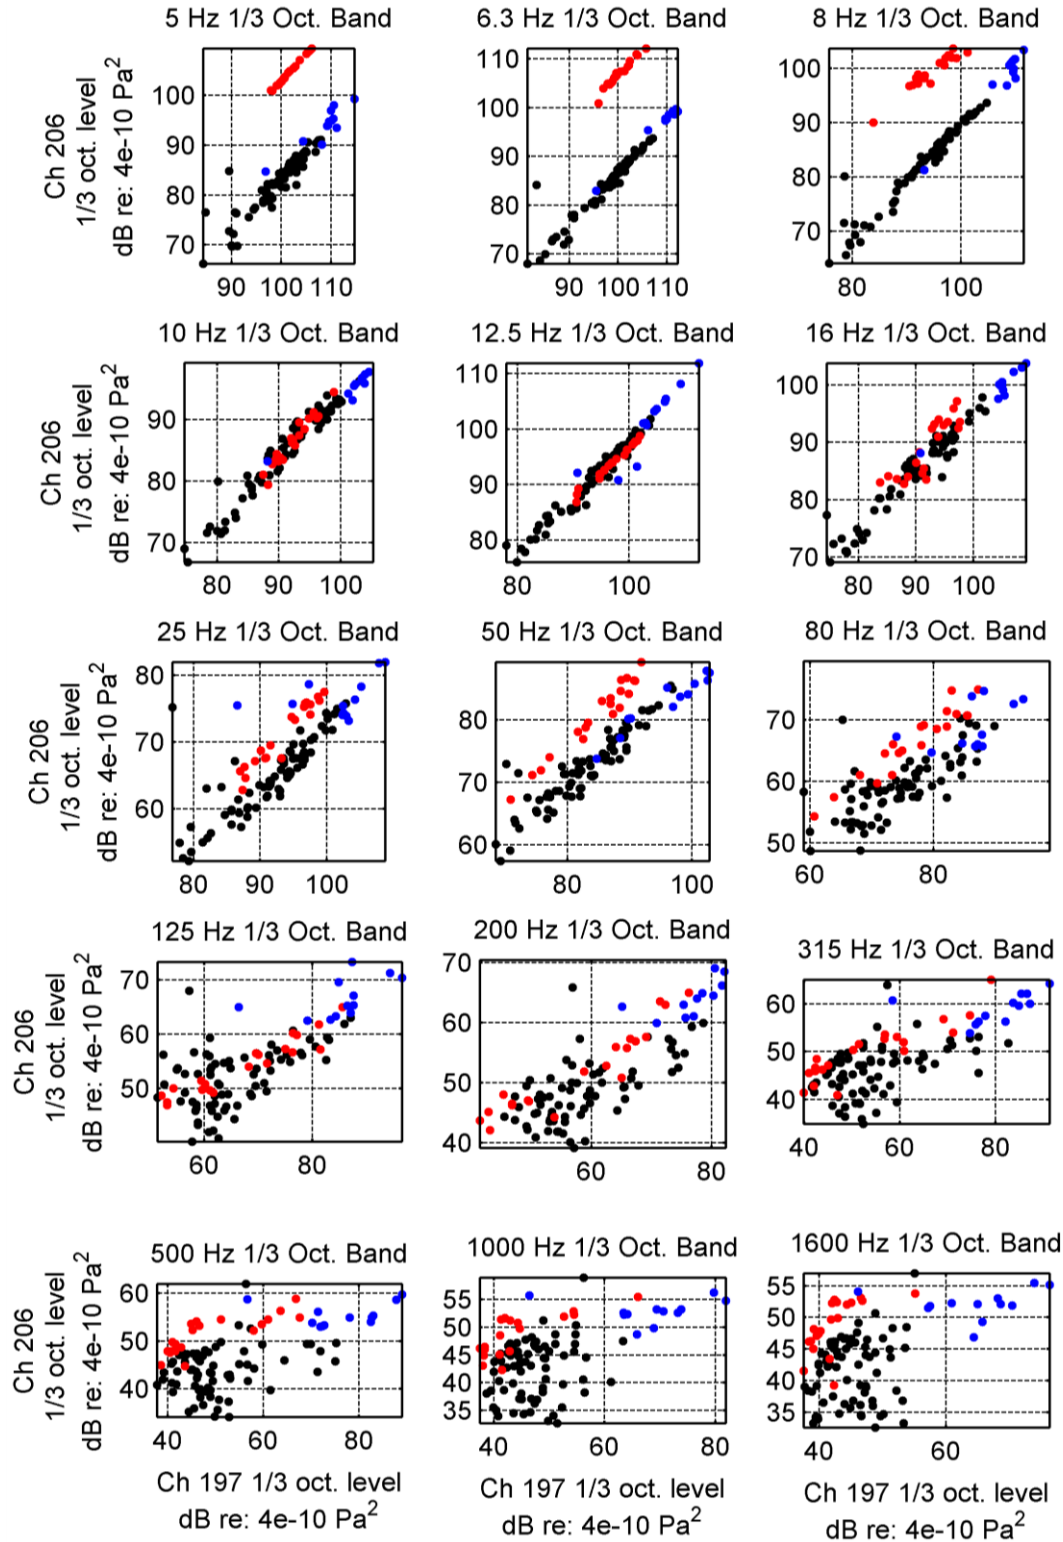 5 Hz 1/3 Oct. Band
6.3 Hz 1/3 Oct. Band
8 Hz 1/3 Oct. Band
Ch 206
1/3 oct. level
dB re: 4e-10 Pa²
100
90
80
70
90 100 110
110
100
90
80
70
90 100 110
100
90
80
70
80 100
10 Hz 1/3 Oct. Band
12.5 Hz 1/3 Oct. Band
16 Hz 1/3 Oct. Band
Ch 206
1/3 oct. level
dB re: 4e-10 Pa²
90
80
70
80 90 100
110
100
90
80
80 100
100
90
80
70
80 90 100
25 Hz 1/3 Oct. Band
50 Hz 1/3 Oct. Band
80 Hz 1/3 Oct. Band
Ch 206
1/3 oct. level
dB re: 4e-10 Pa²
80
70
60
80 90 100
80
70
60
80 100
70
60
50
60 80
125 Hz 1/3 Oct. Band
200 Hz 1/3 Oct. Band
315 Hz 1/3 Oct. Band
Ch 206
1/3 oct. level
dB re: 4e-10 Pa²
70
60
50
60 80
70
60
50
40
60 80
60
50
40
40 60 80
500 Hz 1/3 Oct. Band
1000 Hz 1/3 Oct. Band
1600 Hz 1/3 Oct. Band
Ch 206
1/3 oct. level
dB re: 4e-10 Pa²
60
50
40
40 60 80
55
50
45
40
35
40 60 80
55
50
45
40
35
40 60
Ch 197 1/3 oct. level
dB re: 4e-10 Pa²
Ch 197 1/3 oct. level
dB re: 4e-10 Pa²
Ch 197 1/3 oct. level
dB re: 4e-10 Pa²